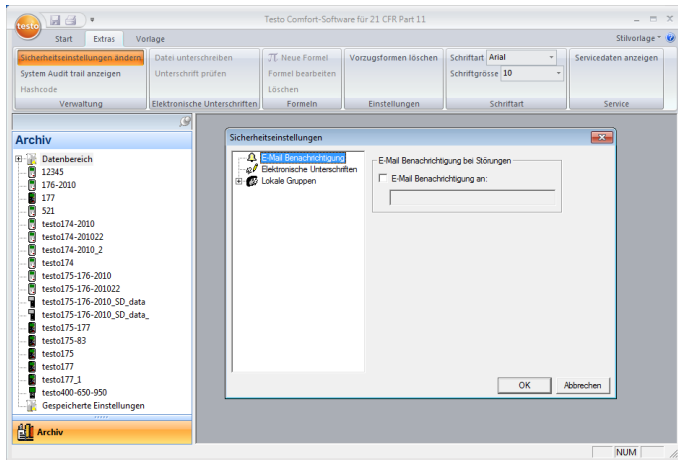 testo
Testo Comfort-Software für 21 CFR Part 11
Start Extras Vorlage Stilvorlage
Sicherheitseinstellungen ändern Datei unterschreiben Neue Formel Vorzugsformen löschen Schriftart Arial Servicedaten anzeigen
System Audit trail anzeigen Unterschrift prüfen Formel bearbeiten Schriftgrösse 10
Hashcode Löschen
Verwaltung Elektronische Unterschriften Formeln Einstellungen Schriftart Service
Archiv
Datenbereich
12345
176-2010
177
521
testo174-2010
testo174-201022
testo174-2010_2
testo174
testo175-176-2010
testo175-176-201022
testo175-176-2010_SD_data
testo175-176-2010_SD_data_
testo175-177
testo175-83
testo175
testo177
testo177_1
testo400-650-950
Gespeicherte Einstellungen
Archiv
Sicherheitseinstellungen
E-Mail Benachrichtigung
Elektronische Unterschriften
Lokale Gruppen
E-Mail Benachrichtigung bei Störungen
E-Mail Benachrichtigung an:
OK Abbrechen
NUM